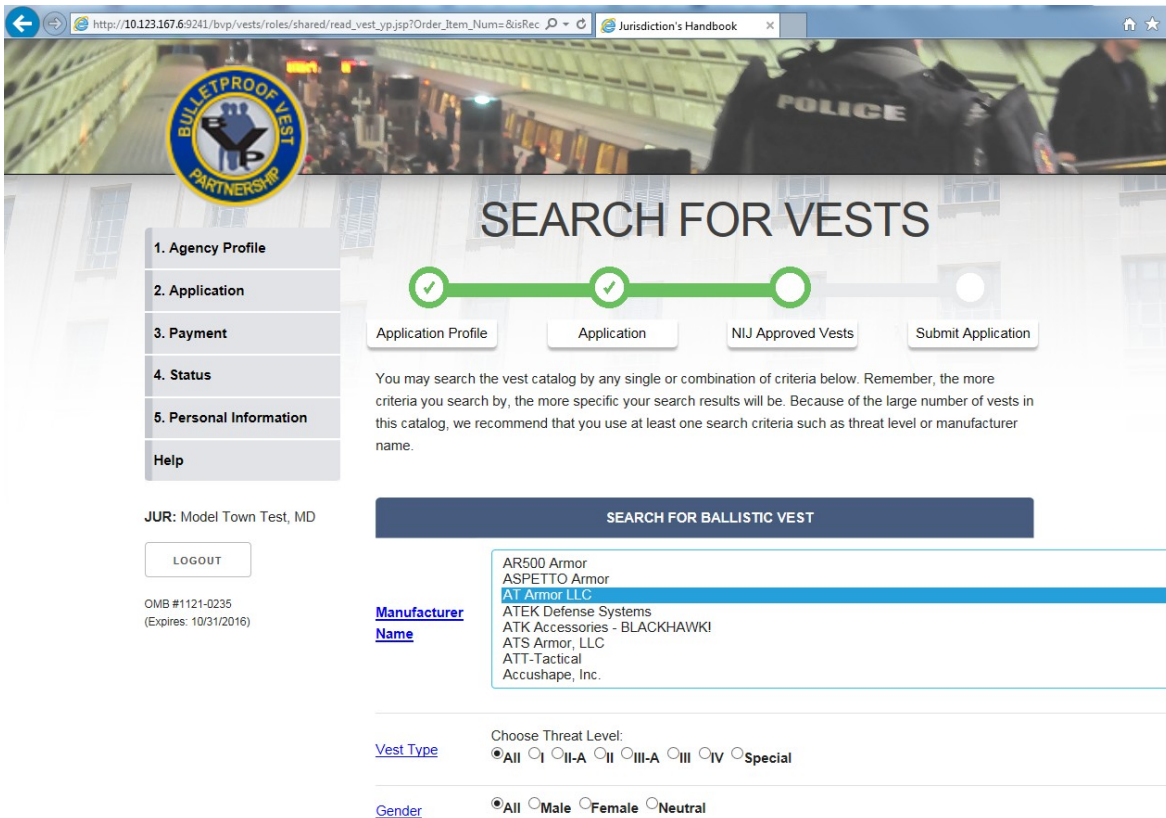 http://10.123.167.6:9241/bvp/vests/roles/shared/read_vest_yp.jsp?Order_Item_Num=&isRec
Jurisdiction's Handbook
BULLETPROOF VEST
BVP
PARTNERSHIP
POLICE
SEARCH FOR VESTS
1. Agency Profile
2. Application
3. Payment
4. Status
5. Personal Information
Help
JUR: Model Town Test, MD
LOGOUT
OMB #1121-0235
(Expires: 10/31/2016)
Application Profile
Application
NIJ Approved Vests
Submit Application
You may search the vest catalog by any single or combination of criteria below. Remember, the more
criteria you search by, the more specific your search results will be. Because of the large number of vests in
this catalog, we recommend that you use at least one search criteria such as threat level or manufacturer
name.
SEARCH FOR BALLISTIC VEST
Manufacturer
Name
AR500 Armor
ASPETTO Armor
AT Armor LLC
ATEK Defense Systems
ATK Accessories - BLACKHAWK!
ATS Armor, LLC
ATT-Tactical
Accushape, Inc.
Vest Type
Choose Threat Level:
All I II-A II III-A III IV Special
Gender
All Male Female Neutral